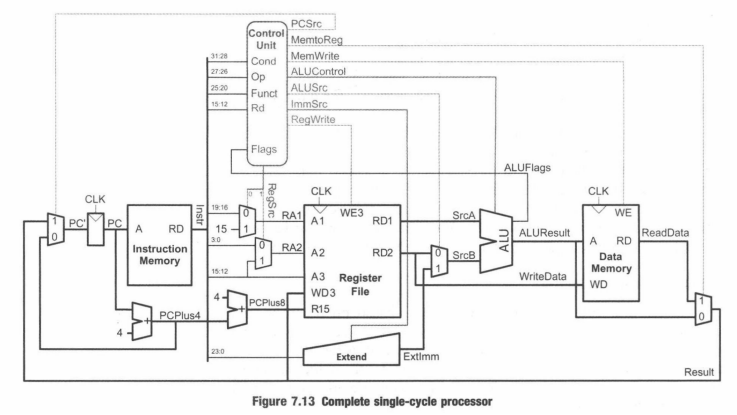 PCSrc
Control Unit
MemtoReg
MemWrite
31:28
Cond
ALUControl
27:26
Op
ALUSrc
25:20
Funct
ImmSrc
15:12
Rd
RegWrite
Flags
ALUFlags
0 1
RegSrc
CLK
CLK
CLK
1
0
PC'
PC
A
RD
Instr
Instruction Memory
19:16
0
1
15
RA1
A1
WE3
RD1
SrcA
3:0
0
1
RA2
A2
RD2
0
1
SrcB
ALU
ALUResult
WE
A
RD
ReadData
Data Memory
WD
WriteData
15:12
A3
Register File
WD3
R15
4
+
PCPlus8
4
+
PCPlus4
23:0
Extend
ExtImm
1
0
Result
Figure 7.13 Complete single-cycle processor